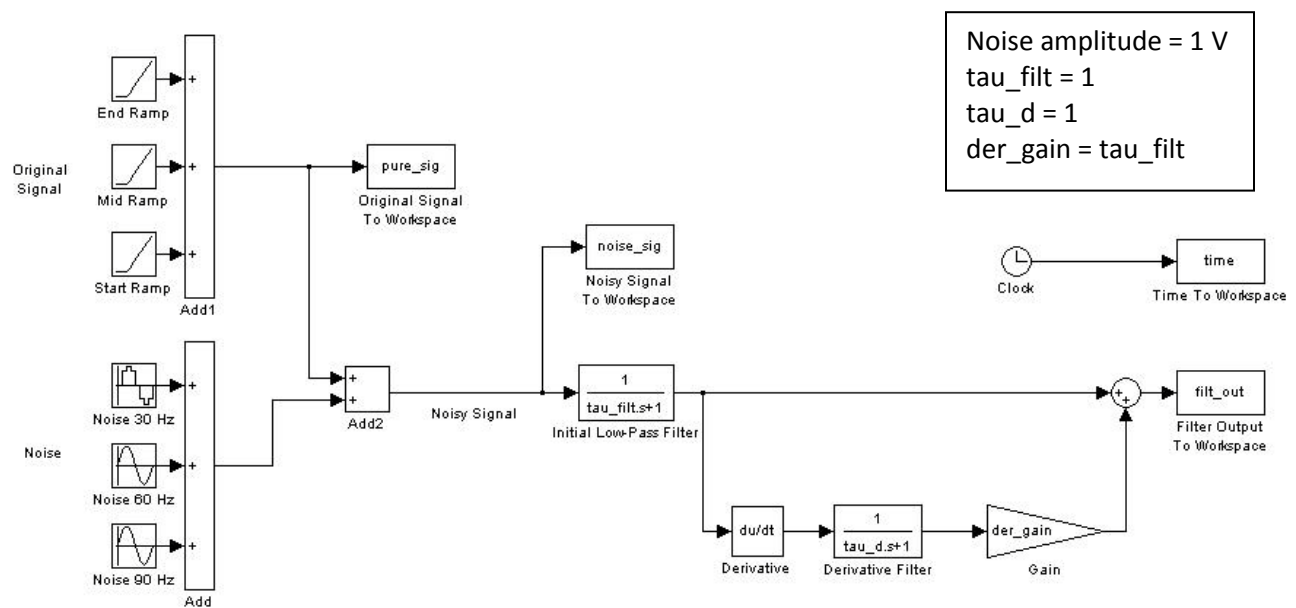 Noise amplitude = 1 V
tau_filt = 1
tau_d = 1
der_gain = tau_filt
+
End Ramp
Original
Signal
+
Mid Ramp
pure_sig
Original Signal
To Workspace
+
Start Ramp
Add1
noise_sig
Noisy Signal
To Workspace
Clock
time
Time To Workspace
+
Noise 30 Hz
Noise
+
Noise 60 Hz
+
Noise 90 Hz
Add
+
+
Add2
Noisy Signal
1
tau_filt.s+1
Initial Low-Pass Filter
+
+
filt_out
Filter Output
To Workspace
du/dt
Derivative
1
tau_d.s+1
Derivative Filter
der_gain
Gain